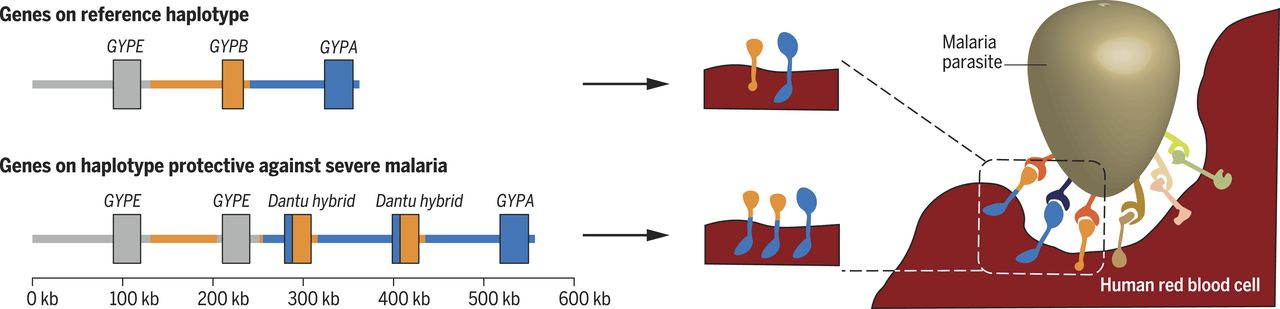 Genes on reference haplotype
GYPE GYPB GYPA
Malaria
parasite
Genes on haplotype protective against severe malaria
GYPE GYPE Dantu hybrid Dantu hybrid GYPA
0 kb 100 kb 200 kb 300 kb 400 kb 500 kb 600 kb
Human red blood cell